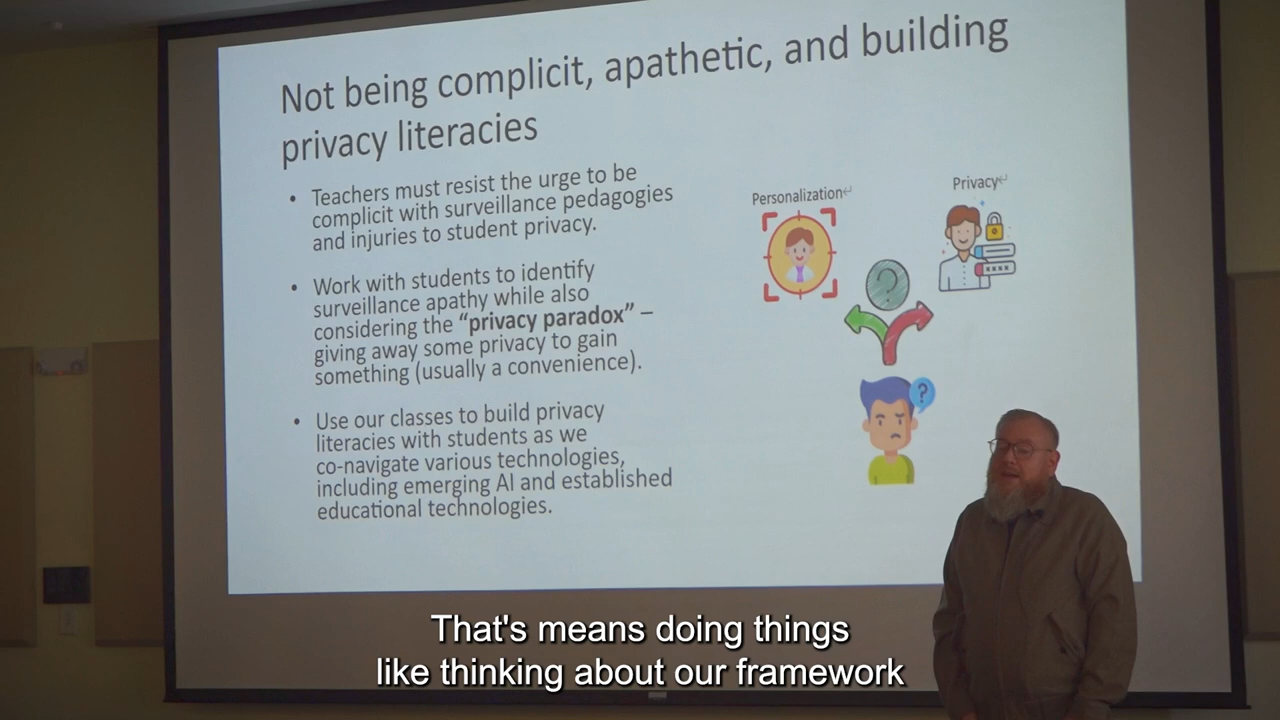 Not being complicit, apathetic, and building
privacy literacies
• Teachers must resist the urge to be
complicit with surveillance pedagogies
and injuries to student privacy.
• Work with students to identify
surveillance apathy while also
considering the “privacy paradox” –
giving away some privacy to gain
something (usually a convenience).
• Use our classes to build privacy
literacies with students as we
co-navigate various technologies,
including emerging AI and established
educational technologies.
Personalization↵
Privacy↵
?
?
****
That's means doing things
like thinking about our framework